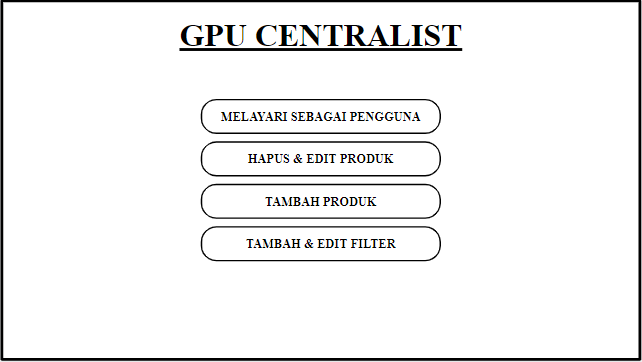 GPU CENTRALIST
MELAYARI SEBAGAI PENGGUNA
HAPUS & EDIT PRODUK
TAMBAH PRODUK
TAMBAH & EDIT FILTER